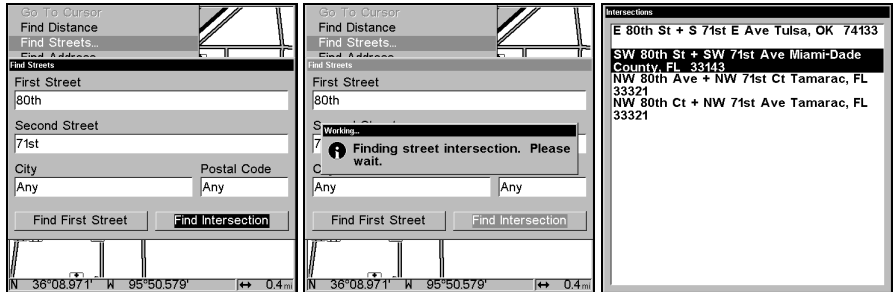 Go To Cursor
Find Distance
Find Streets...
Find Address
Find Streets
First Street
80th
Second Street
71st
City Postal Code
Any Any
Find First Street Find Intersection
N 36°08.971' W 95°50.579' ↔ 0.4 mi
Go To Cursor
Find Distance
Find Streets...
Find Address
Find Streets
First Street
80th
Working...
Finding street intersection. Please
wait.
Any Any
Find First Street Find Intersection
N 36°08.971' W 95°50.579' ↔ 0.4 mi
Intersections
E 80th St + S 71st E Ave Tulsa, OK 74133
SW 80th St + SW 71st Ave Miami-Dade
County, FL 33143
NW 80th Ave + NW 71st Ct Tamarac, FL
33321
NW 80th Ct + NW 71st Ave Tamarac, FL
33321